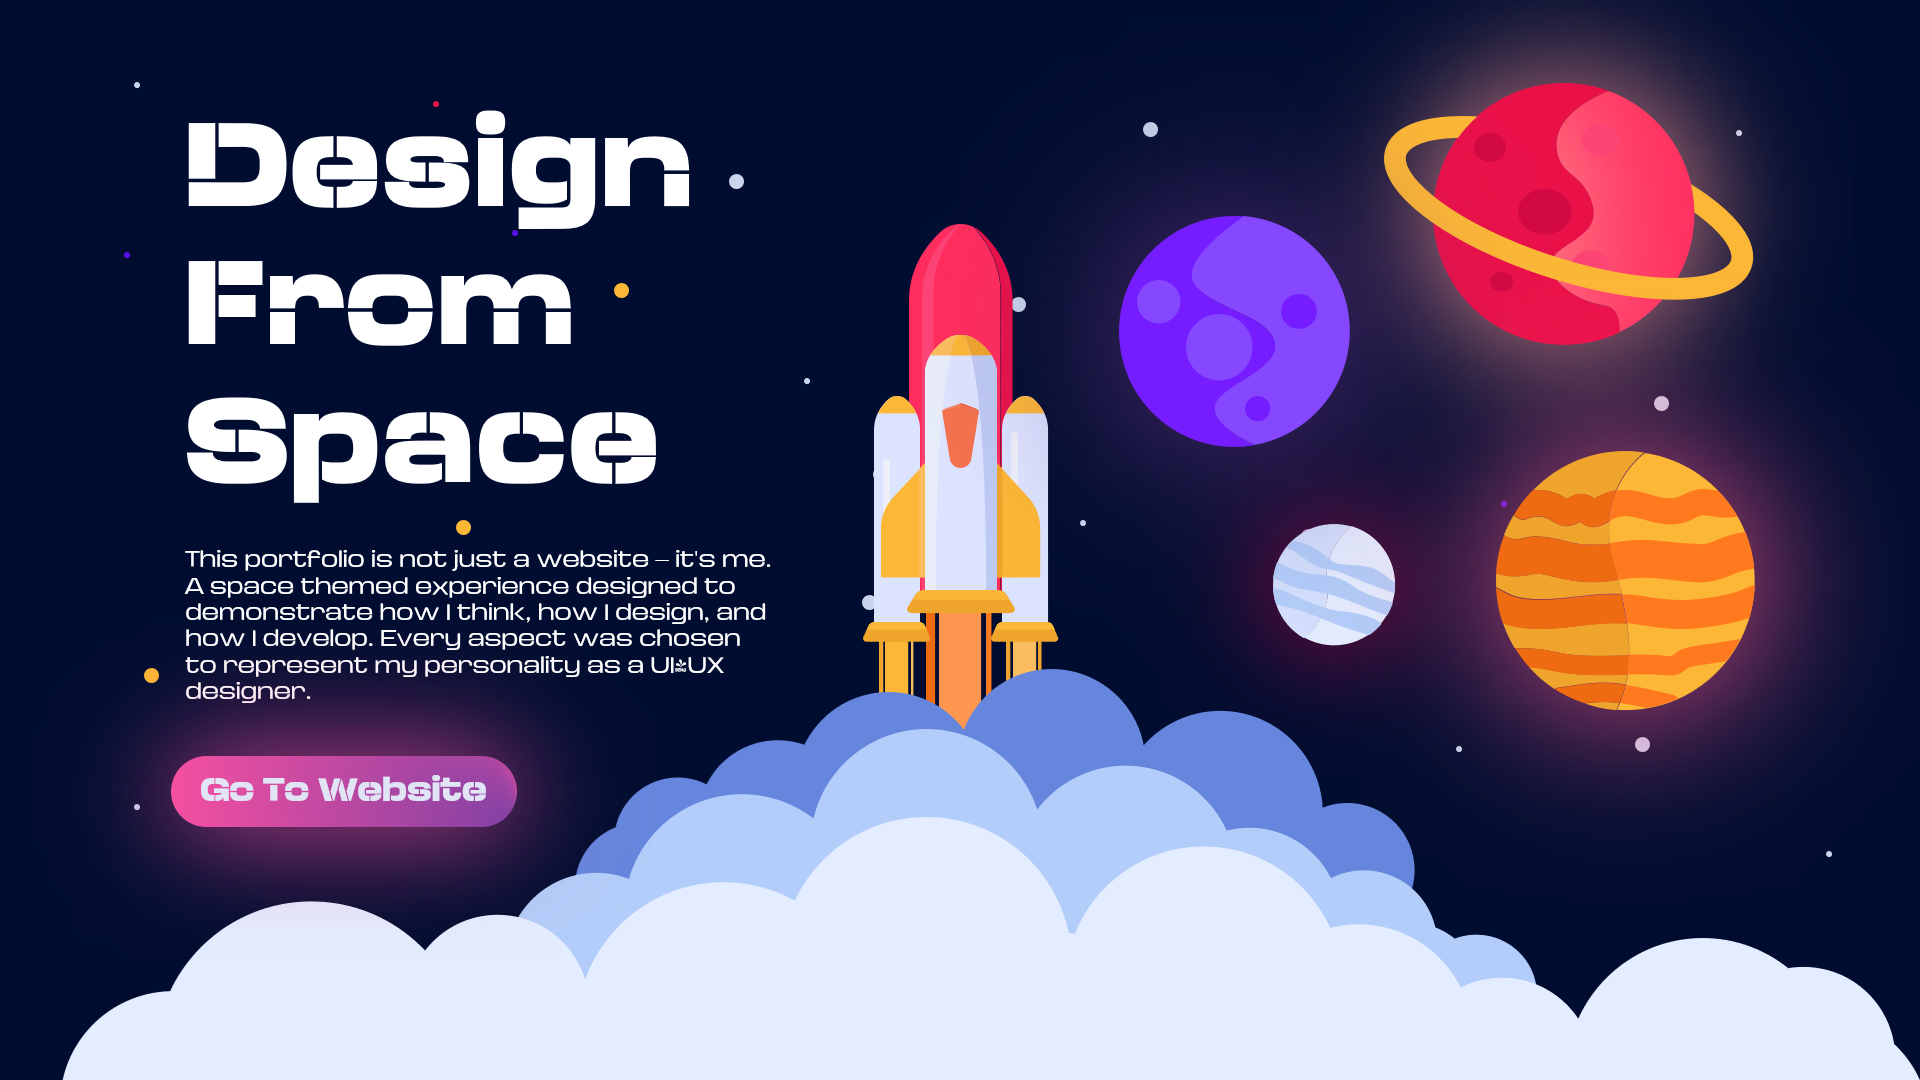 Design
From
Space
This portfolio is not just a website – it's me.
A space themed experience designed to
demonstrate how I think, how I design, and
how I develop. Every aspect was chosen
to represent my personality as a UI UX
designer.
Go To Website